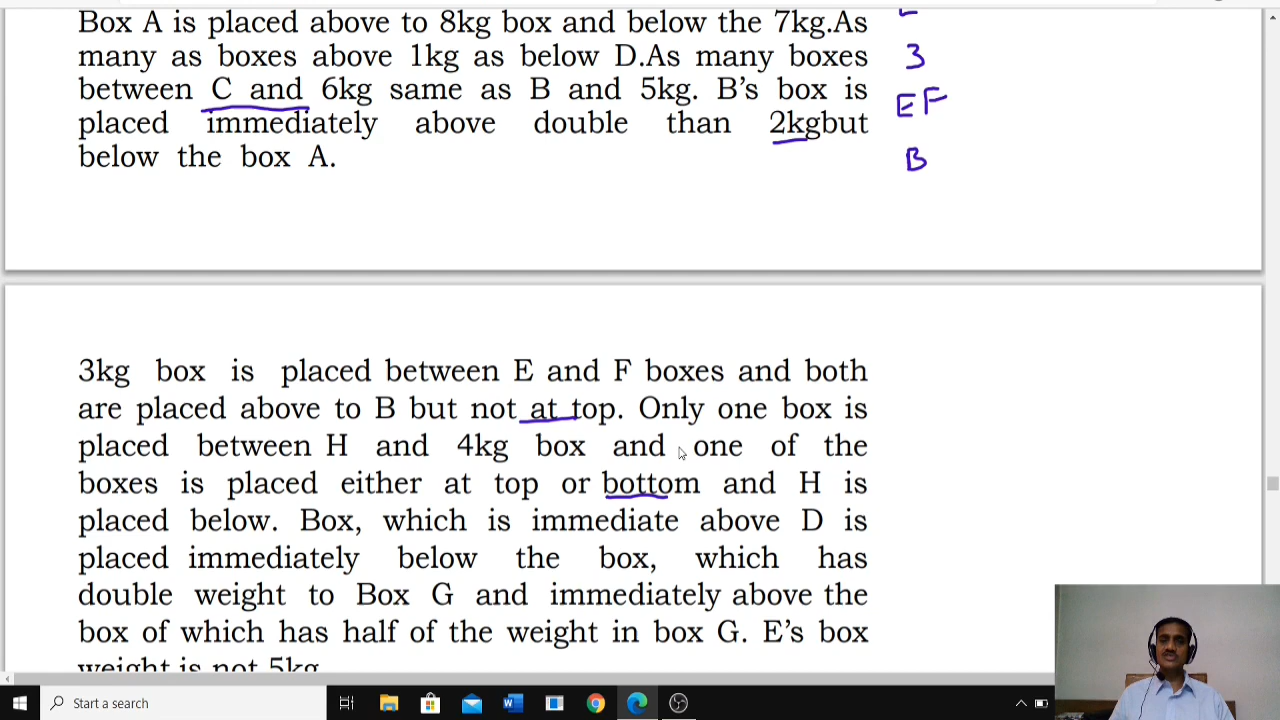 Box A is placed above to 8kg box and below the 7kg.As
many as boxes above 1kg as below D.As many boxes
3
between C and 6kg same as B and 5kg. B's box is
EF
placed immediately above double than 2kgbut
below the box A.
B
3kg box is placed between E and F boxes and both
are placed above to B but not at top. Only one box is
placed between H and 4kg box and one of the
boxes is placed either at top or bottom and H is
placed below. Box, which is immediate above D is
placed immediately below the box, which has
double weight to Box G and immediately above the
box of which has half of the weight in box G. E's box
weight is not 5kg
Start a search